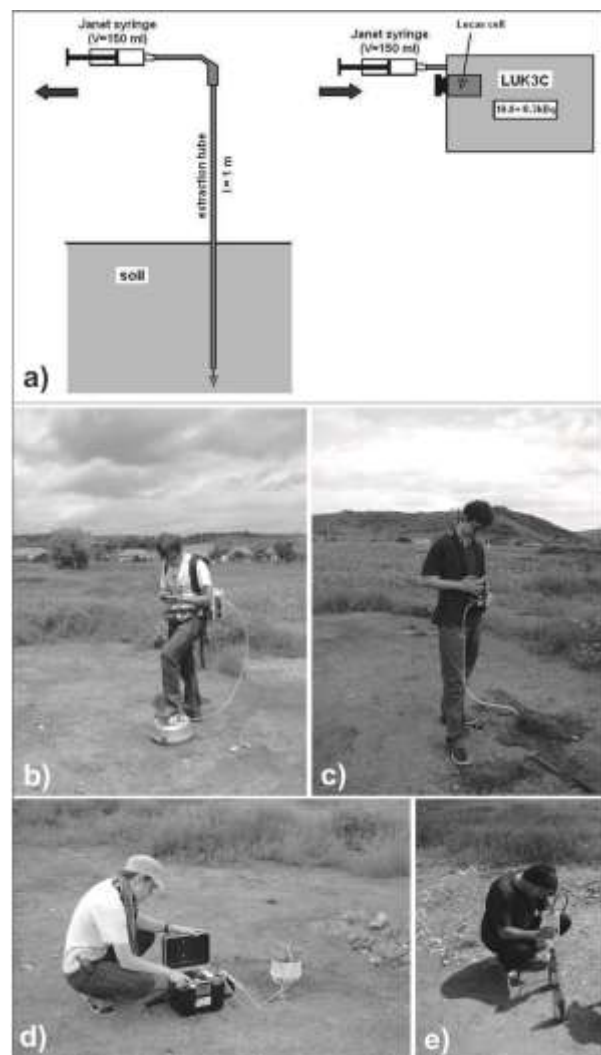 Janet syringe
(V=150 ml)
Janet syringe
(V=150 ml)
Lucas cell
LUK3C
extraction tube
l = 1 m
soil
a)
b)
c)
d)
e)